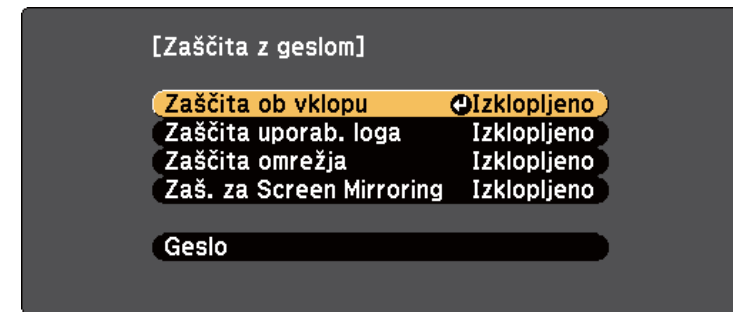 [Zaščita z geslom]
Zaščita ob vklopu Izklopljeno
Zaščita uporab. loga Izklopljeno
Zaščita omrežja Izklopljeno
Zaš. za Screen Mirroring Izklopljeno
Geslo